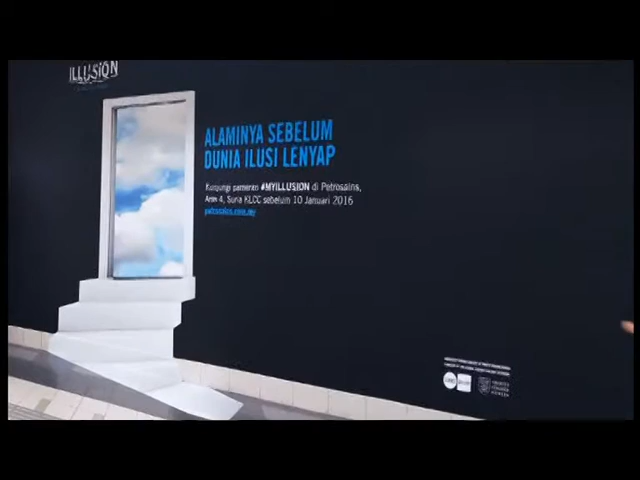 ILLUSION
ALAMINYA SEBELUM
DUNIA ILUSI LENYAP
Kunjungi pameran #MYILLUSION di Petrosains,
Aras 4, Suria KLCC sebelum 10 Januari 2016
petrosains.com.my